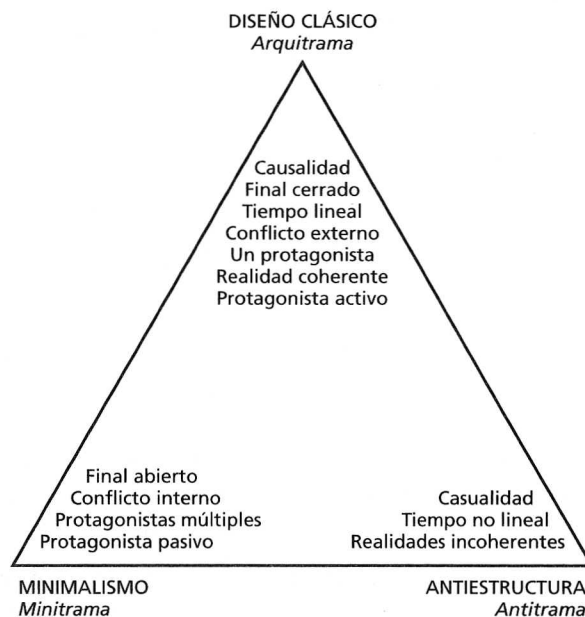 DISEÑO CLÁSICO
Arquitrama
Causalidad
Final cerrado
Tiempo lineal
Conflicto externo
Un protagonista
Realidad coherente
Protagonista activo
Final abierto
Conflicto interno
Protagonistas múltiples
Protagonista pasivo
Casualidad
Tiempo no lineal
Realidades incoherentes
MINIMALISMO
Minitrama
ANTIESTRUCTURA
Antitrama